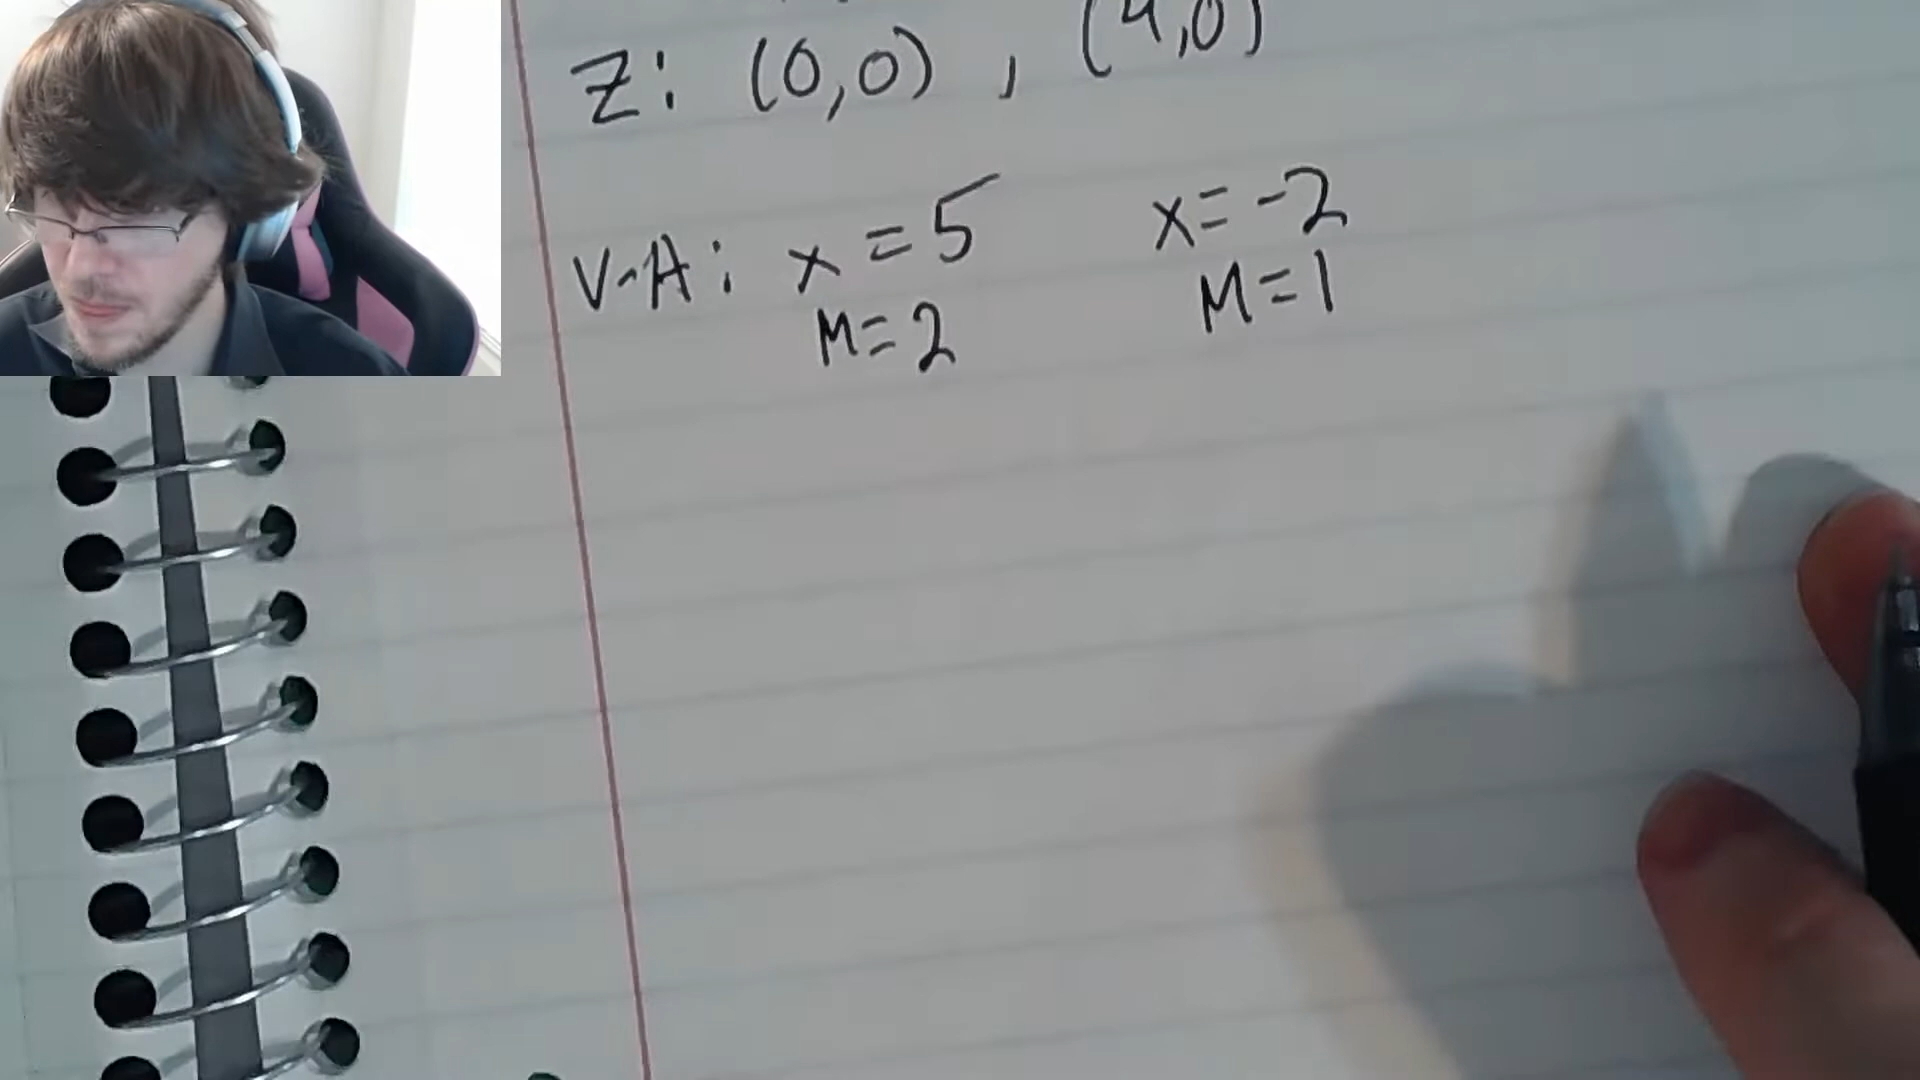 Z: (0,0) , (4,0)
V-A: x=5 x=-2
M=2 M=1